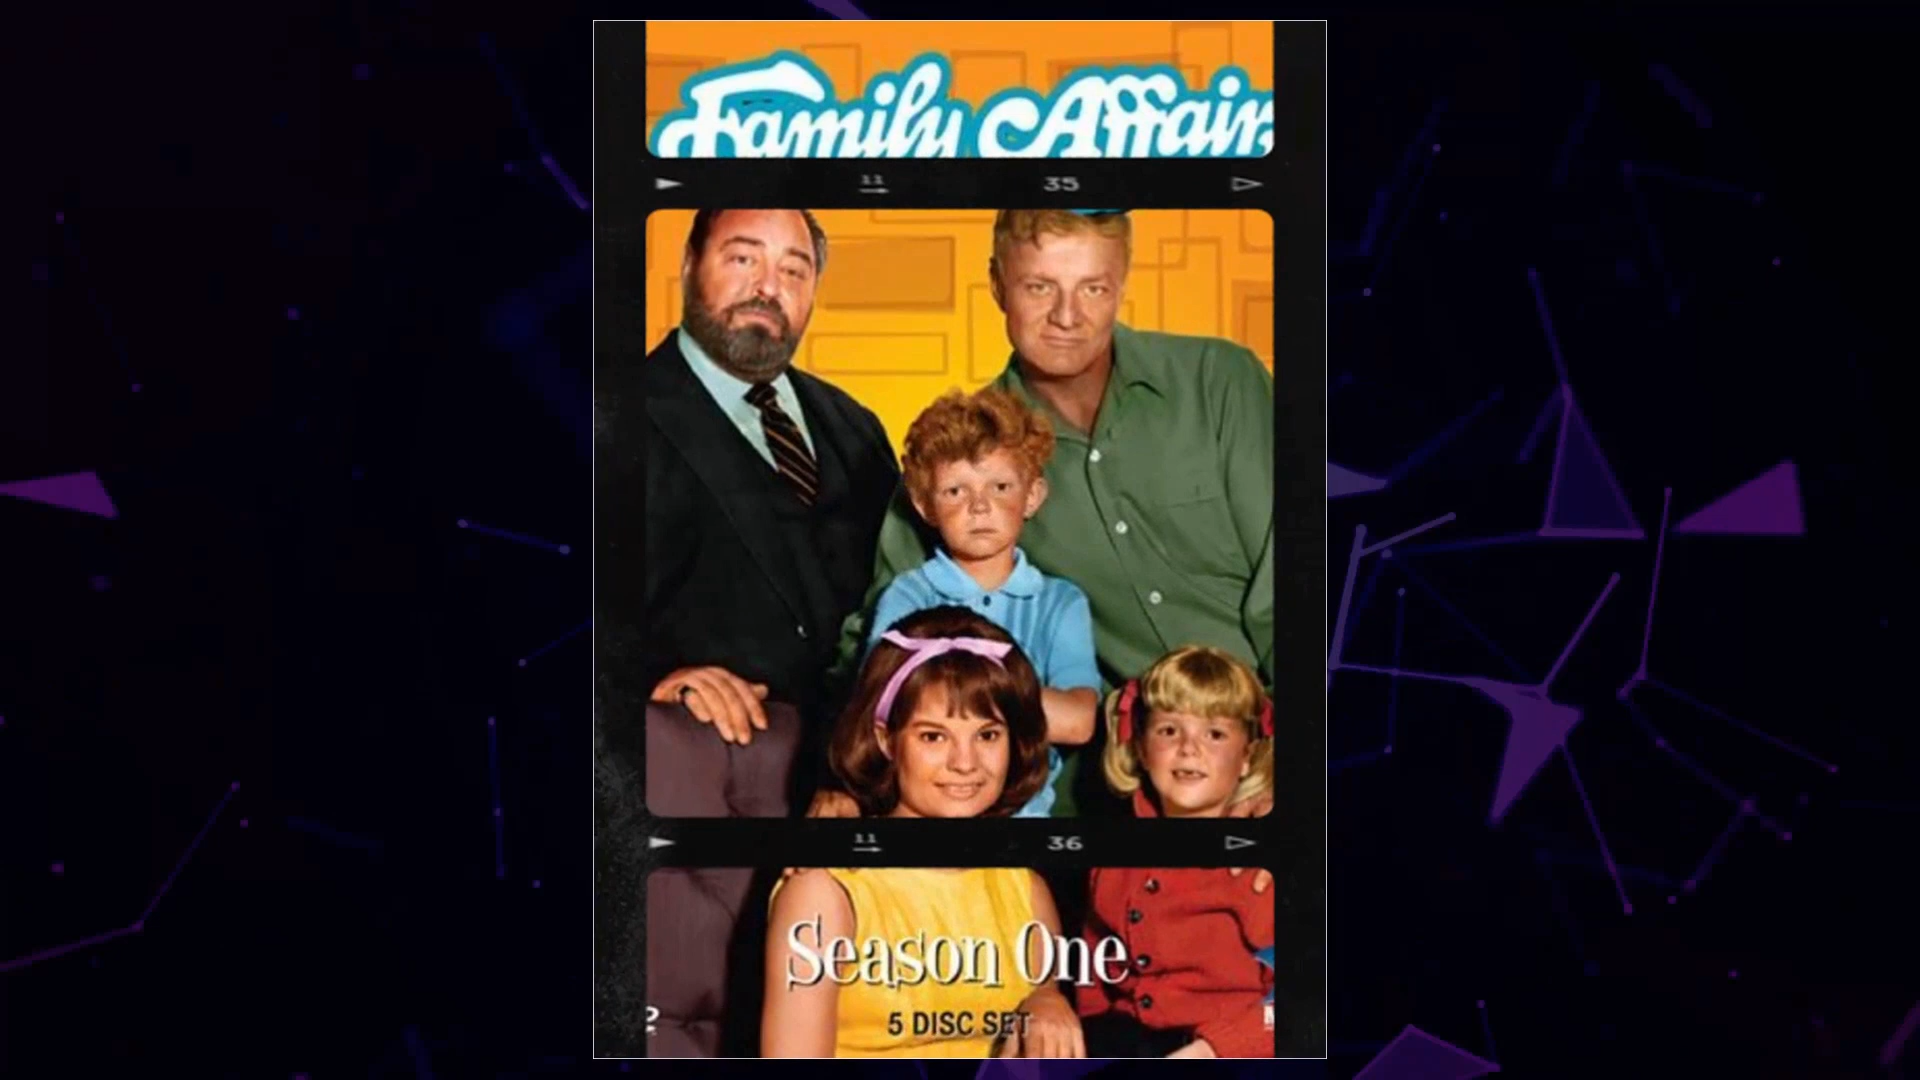 Family Affair
11 35
11 36
Season One
5 DISC SET